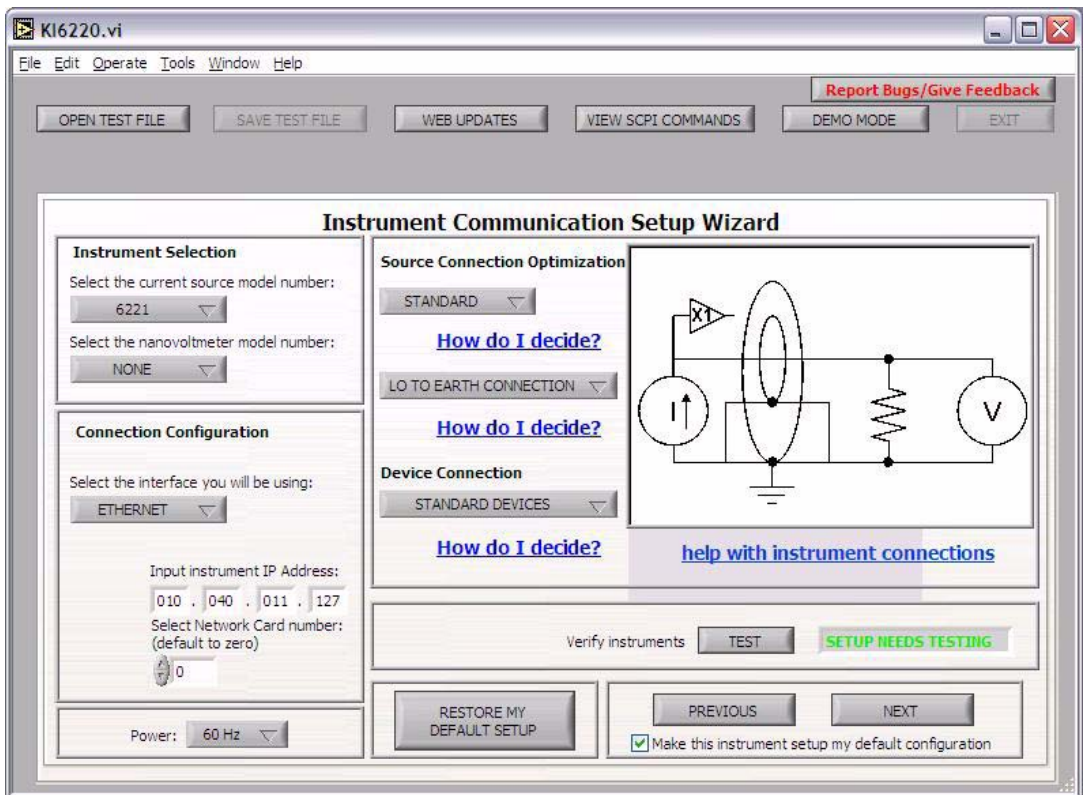 KI6220.vi
File Edit Operate Tools Window Help
Report Bugs/Give Feedback
OPEN TEST FILE SAVE TEST FILE WEB UPDATES VIEW SCPI COMMANDS DEMO MODE EXIT
Instrument Communication Setup Wizard
Instrument Selection
Select the current source model number:
6221
Select the nanovoltmeter model number:
NONE
Connection Configuration
Select the interface you will be using:
ETHERNET
Input instrument IP Address:
010 . 040 . 011 . 127
Select Network Card number:
(default to zero)
0
Power: 60 Hz
Source Connection Optimization
STANDARD
How do I decide?
LO TO EARTH CONNECTION
How do I decide?
Device Connection
STANDARD DEVICES
How do I decide?
X1
I
V
help with instrument connections
Verify instruments TEST SETUP NEEDS TESTING
RESTORE MY
DEFAULT SETUP
PREVIOUS NEXT
Make this instrument setup my default configuration